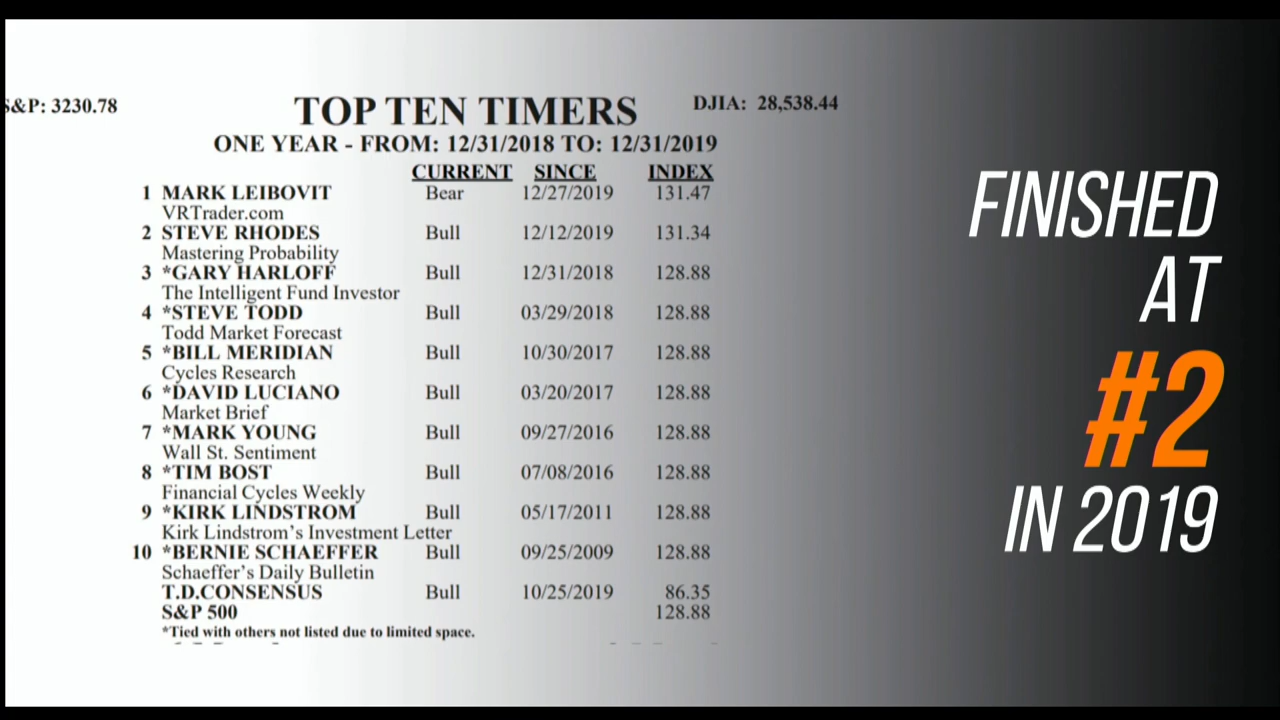 S&P: 3230.78
TOP TEN TIMERS
DJIA: 28,538.44
ONE YEAR - FROM: 12/31/2018 TO: 12/31/2019
CURRENT SINCE INDEX
1 MARK LEIBOVIT Bear 12/27/2019 131.47
VRTrader.com
2 STEVE RHODES Bull 12/12/2019 131.34
Mastering Probability
3 *GARY HARLOFF Bull 12/31/2018 128.88
The Intelligent Fund Investor
4 *STEVE TODD Bull 03/29/2018 128.88
Todd Market Forecast
5 *BILL MERIDIAN Bull 10/30/2017 128.88
Cycles Research
6 *DAVID LUCIANO Bull 03/20/2017 128.88
Market Brief
7 *MARK YOUNG Bull 09/27/2016 128.88
Wall St. Sentiment
8 *TIM BOST Bull 07/08/2016 128.88
Financial Cycles Weekly
9 *KIRK LINDSTROM Bull 05/17/2011 128.88
Kirk Lindstrom's Investment Letter
10 *BERNIE SCHAEFFER Bull 09/25/2009 128.88
Schaeffer's Daily Bulletin
T.D.CONSENSUS Bull 10/25/2019 86.35
S&P 500 128.88
*Tied with others not listed due to limited space.
FINISHED
AT
#2
IN 2019